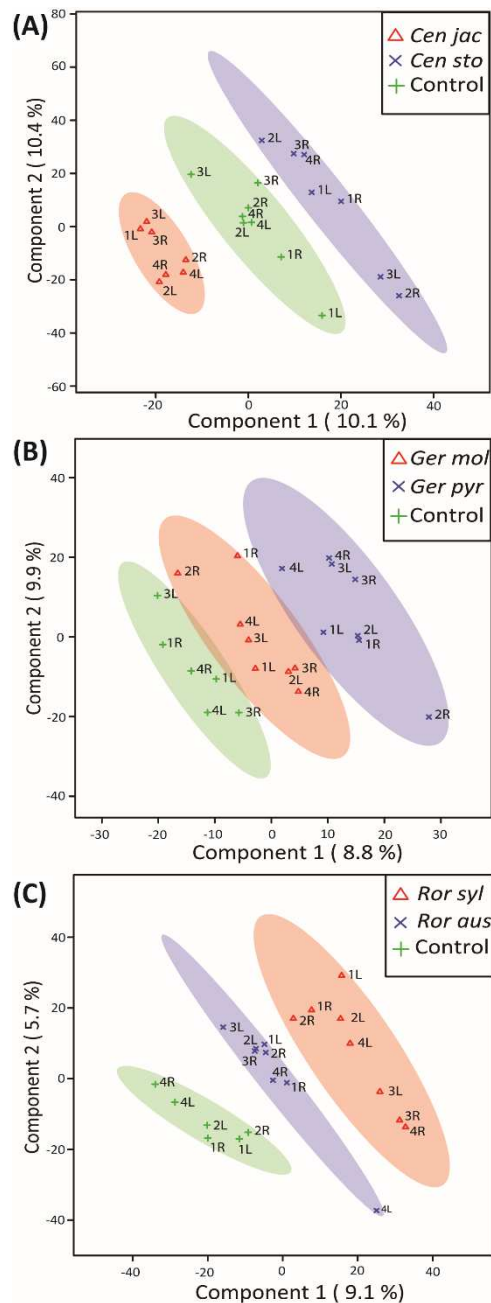 (A)
Cen jac
Cen sto
Control
80
60
40
20
0
-20
-40
-60
Component 2 ( 10.4 %)
2L
3R
4R
1L
1R
3L
2R
3L
3R
2R
4R
2L
4L
1R
1L
3L
1L
3R
2R
4R
4L
2L
-20
0
20
40
Component 1 ( 10.1 %)
(B)
Ger mol
Ger pyr
Control
40
20
0
-20
-40
Component 2 ( 9.9 %)
4L
4R
3L
3R
1L
2L
1R
2R
1R
2R
4L
3L
1L
3R
2L
4R
3L
1R
4R
1L
4L
3R
-30
-20
-10
0
10
20
30
Component 1 ( 8.8 %)
(C)
Ror syl
Ror aus
Control
40
20
0
-20
-40
Component 2 ( 5.7 %)
1L
1R
2R
2L
4L
3L
3R
4R
3L
1L
2L
2R
3R
4R
1R
4L
4R
4L
2L
2R
1R
1L
-40
-20
0
20
40
Component 1 ( 9.1 %)